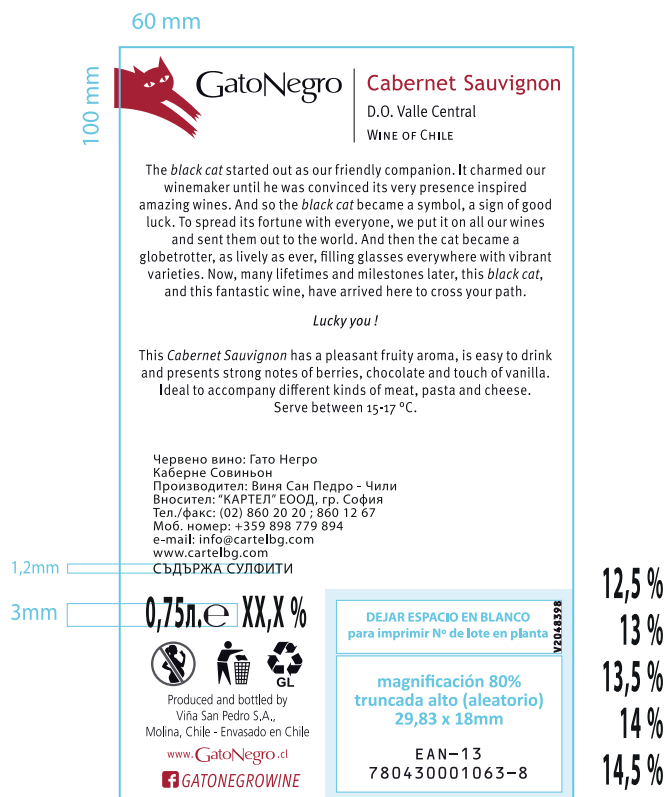 60 mm
100 mm
GatoNegro
Cabernet Sauvignon
D.O. Valle Central
WINE OF CHILE
The black cat started out as our friendly companion. It charmed our
winemaker until he was convinced its very presence inspired
amazing wines. And so the black cat became a symbol, a sign of good
luck. To spread its fortune with everyone, we put it on all our wines
and sent them out to the world. And then the cat became a
globetrotter, as lively as ever, filling glasses everywhere with vibrant
varieties. Now, many lifetimes and milestones later, this black cat,
and this fantastic wine, have arrived here to cross your path.
Lucky you !
This Cabernet Sauvignon has a pleasant fruity aroma, is easy to drink
and presents strong notes of berries, chocolate and touch of vanilla.
Ideal to accompany different kinds of meat, pasta and cheese.
Serve between 15-17 ºC.
Червено вино: Гато Негро
Каберне Совиньон
Производител: Виня Сан Педро - Чили
Вносител: "КАРТЕЛ" ЕООД, гр. София
Тел./факс: (02) 860 20 20 ; 860 12 67
Моб. номер: +359 898 779 894
e-mail: info@cartelbg.com
www.cartelbg.com
1,2mm
СЪДЪРЖА СУЛФИТИ
3mm
0,75л.℮ XX,X %
GL
Produced and bottled by
Viña San Pedro S.A.,
Molina, Chile - Envasado en Chile
www.GatoNegro.cl
GATONEGROWINE
DEJAR ESPACIO EN BLANCO
para imprimir Nº de lote en planta
V2048398
magnificación 80%
truncada alto (aleatorio)
29,83 x 18mm
EAN-13
780430001063-8
12,5 %
13 %
13,5 %
14 %
14,5 %